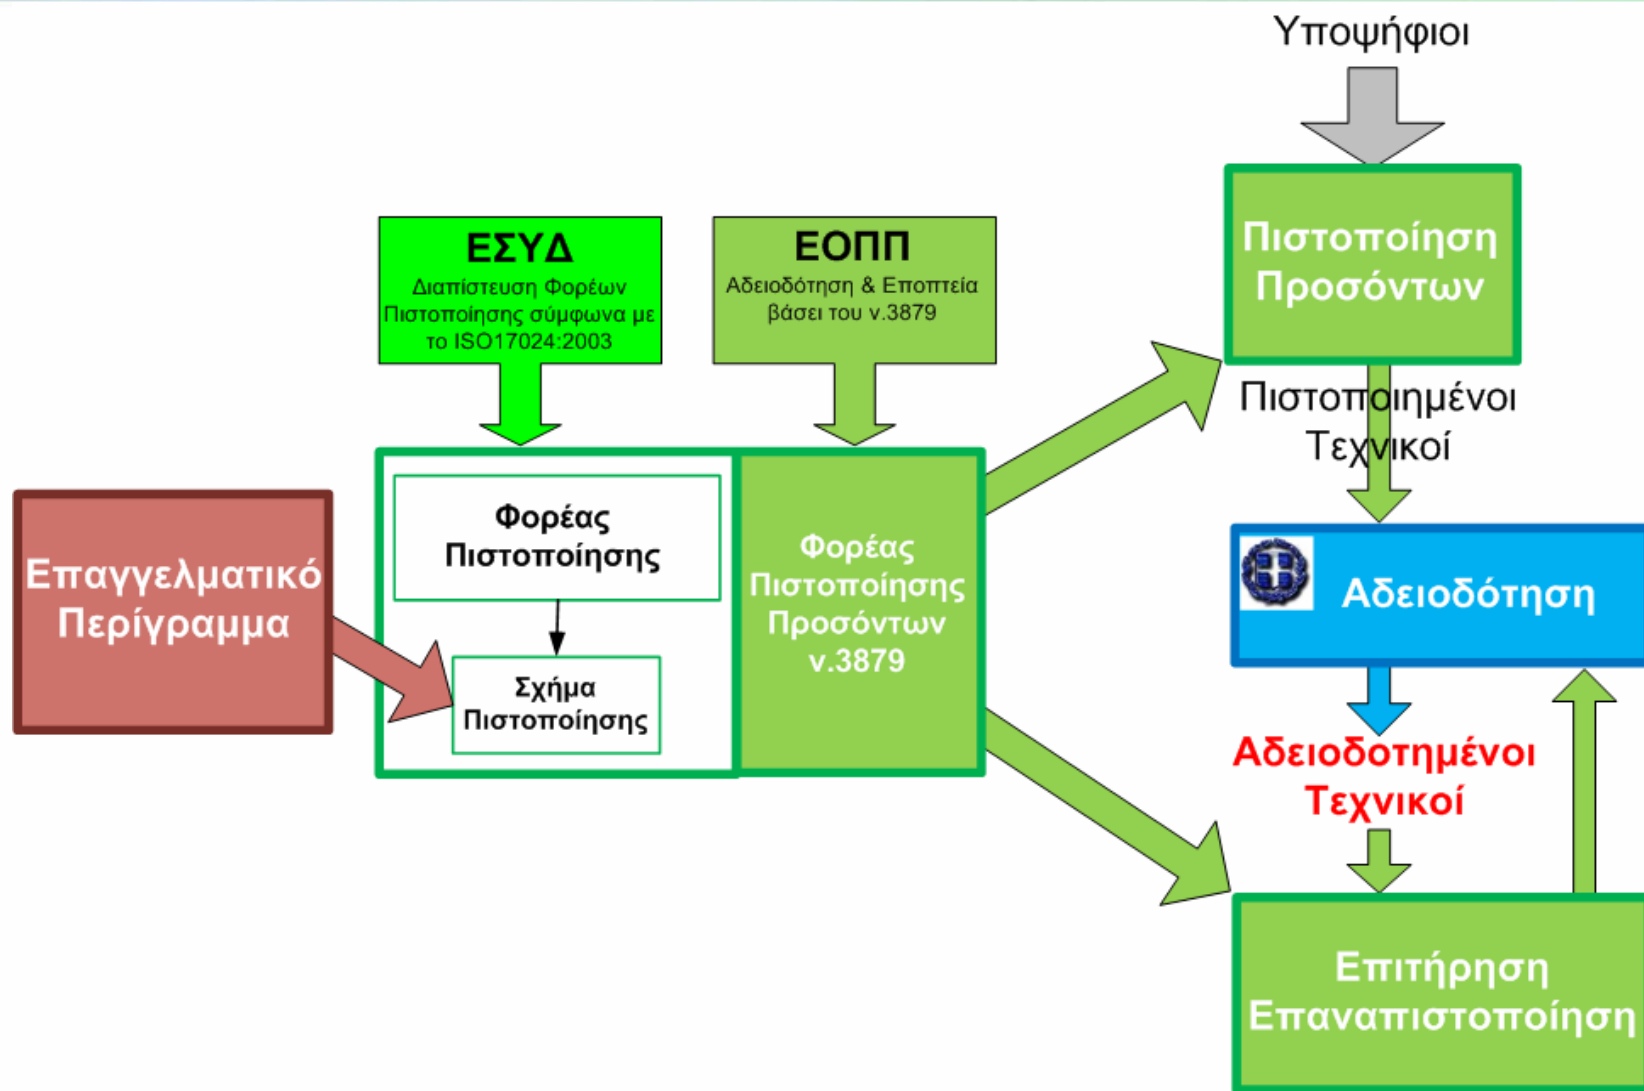 Υποψήφιοι
Πιστοποίηση
Προσόντων
ΕΣΥΔ
Διαπίστευση Φορέων
Πιστοποίησης σύμφωνα με
το ISO17024:2003
ΕΟΠΠ
Αδειοδότηση & Εποπτεία
βάσει του ν.3879
Πιστοποιημένοι
Τεχνικοί
Επαγγελματικό
Περίγραμμα
Φορέας
Πιστοποίησης
Σχήμα
Πιστοποίησης
Φορέας
Πιστοποίησης
Προσόντων
ν.3879
Αδειοδότηση
Αδειοδοτημένοι
Τεχνικοί
Επιτήρηση
Επαναπιστοποίηση